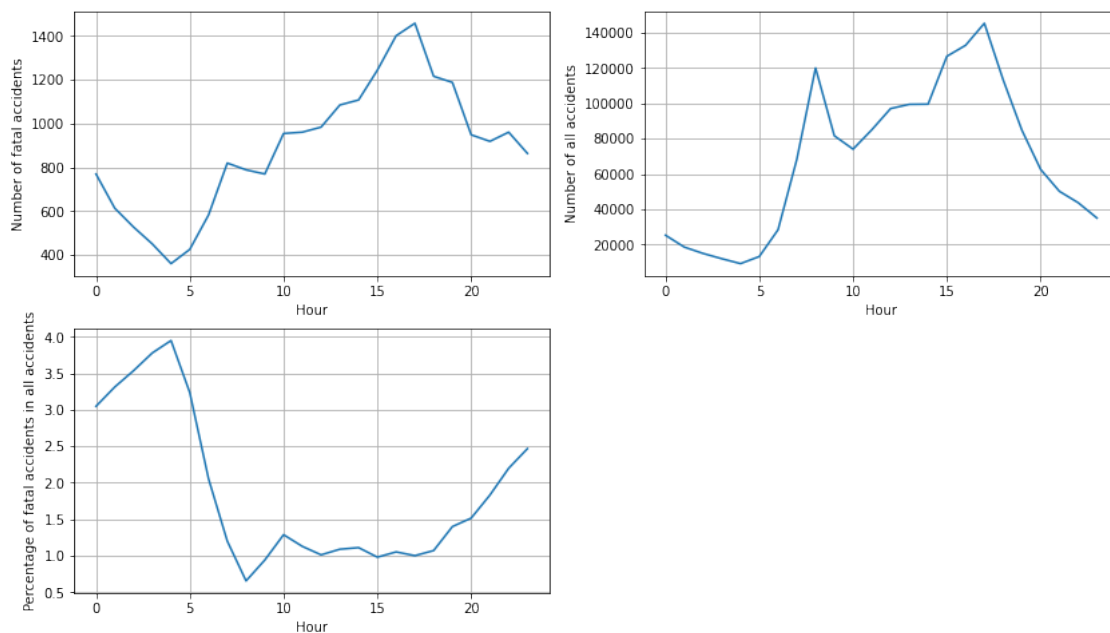 Number of fatal accidents
1400
1200
1000
800
600
400
0 5 10 15 20
Hour
Number of all accidents
140000
120000
100000
80000
60000
40000
20000
0 5 10 15 20
Hour
Percentage of fatal accidents in all accidents
4.0
3.5
3.0
2.5
2.0
1.5
1.0
0.5
0 5 10 15 20
Hour